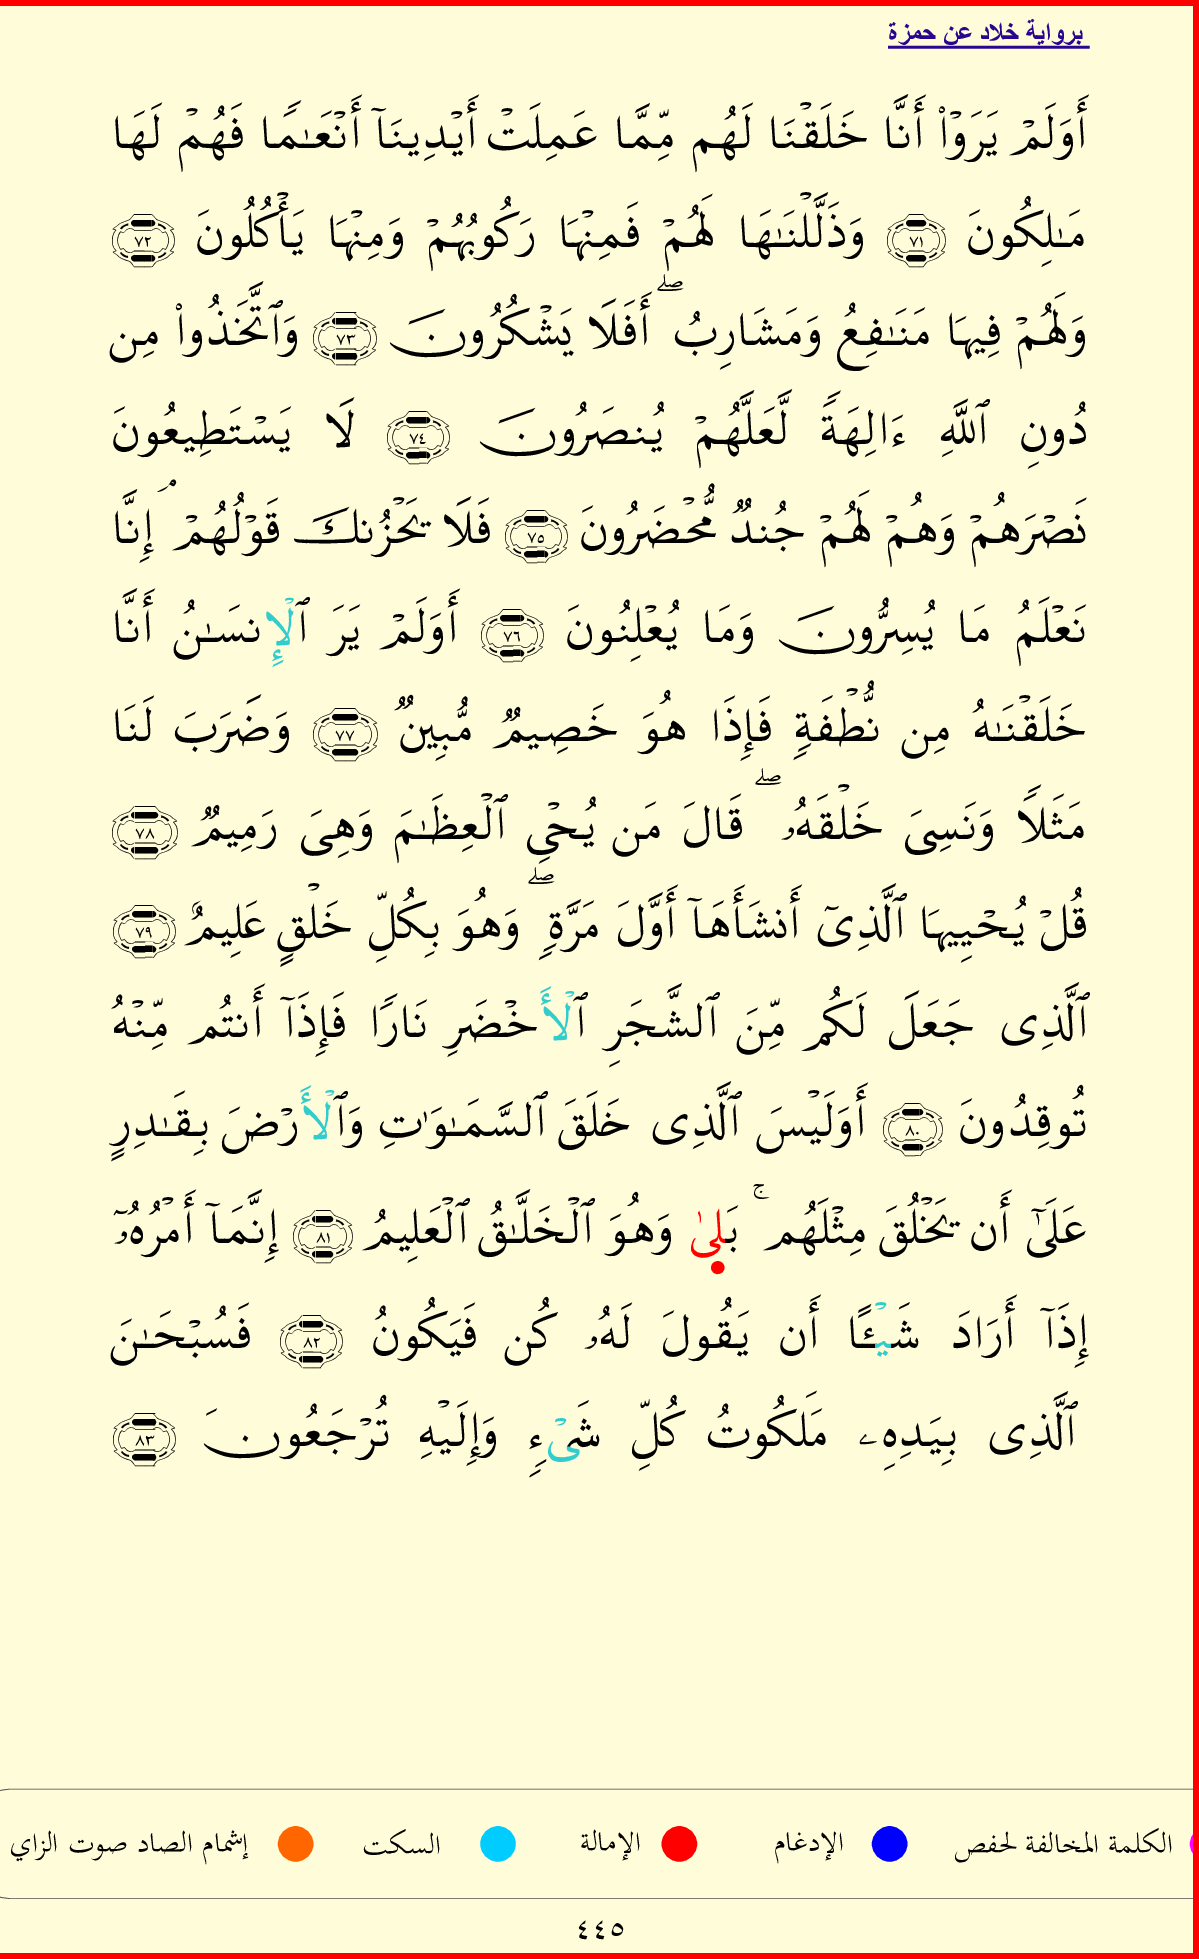 برواية خلاد عن حمزة
أَوَلَمْ يَرَوْا۟ أَنَّا خَلَقْنَا لَهُم مِّمَّا عَمِلَتْ أَيْدِينَآ أَنْعَـٰمًا فَهُمْ لَهَا
مَـٰلِكُونَ ٧١ وَذَلَّلْنَـٰهَا لَهُمْ فَمِنْهَا رَكُوبُهُمْ وَمِنْهَا يَأْكُلُونَ ٧٢
وَلَهُمْ فِيهَا مَنَـٰفِعُ وَمَشَارِبُ ۖ أَفَلَا يَشْكُرُونَ ٧٣ وَٱتَّخَذُوا۟ مِن
دُونِ ٱللَّهِ ءَالِهَةً لَّعَلَّهُمْ يُنصَرُونَ ٧٤ لَا يَسْتَطِيعُونَ
نَصْرَهُمْ وَهُمْ لَهُمْ جُندٌ مُّحْضَرُونَ ٧٥ فَلَا يَحْزُنكَ قَوْلُهُمْ ۘ إِنَّا
نَعْلَمُ مَا يُسِرُّونَ وَمَا يُعْلِنُونَ ٧٦ أَوَلَمْ يَرَ ٱلْإِنسَـٰنُ أَنَّا
خَلَقْنَـٰهُ مِن نُّطْفَةٍ فَإِذَا هُوَ خَصِيمٌ مُّبِينٌ ٧٧ وَضَرَبَ لَنَا
مَثَلًا وَنَسِىَ خَلْقَهُۥ ۖ قَالَ مَن يُحْىِ ٱلْعِظَـٰمَ وَهِىَ رَمِيمٌ ٧٨
قُلْ يُحْيِيهَا ٱلَّذِىٓ أَنشَأَهَآ أَوَّلَ مَرَّةٍ ۖ وَهُوَ بِكُلِّ خَلْقٍ عَلِيمٌ ٧٩
ٱلَّذِى جَعَلَ لَكُم مِّنَ ٱلشَّجَرِ ٱلْأَخْضَرِ نَارًا فَإِذَآ أَنتُم مِّنْهُ
تُوقِدُونَ ٨٠ أَوَلَيْسَ ٱلَّذِى خَلَقَ ٱلسَّمَـٰوَٰتِ وَٱلْأَرْضَ بِقَـٰدِرٍ
عَلَىٰٓ أَن يَخْلُقَ مِثْلَهُم ۚ بَلِىٰ وَهُوَ ٱلْخَلَّـٰقُ ٱلْعَلِيمُ ٨١ إِنَّمَآ أَمْرُهُۥٓ
إِذَآ أَرَادَ شَيْـًٔا أَن يَقُولَ لَهُۥ كُن فَيَكُونُ ٨٢ فَسُبْحَـٰنَ
ٱلَّذِى بِيَدِهِۦ مَلَكُوتُ كُلِّ شَىْءٍ وَإِلَيْهِ تُرْجَعُونَ ٨٣
الكلمة المخالفة لحفص الإدغام الإمالة السكت إشمام الصاد صوت الزاي
٤٤٥